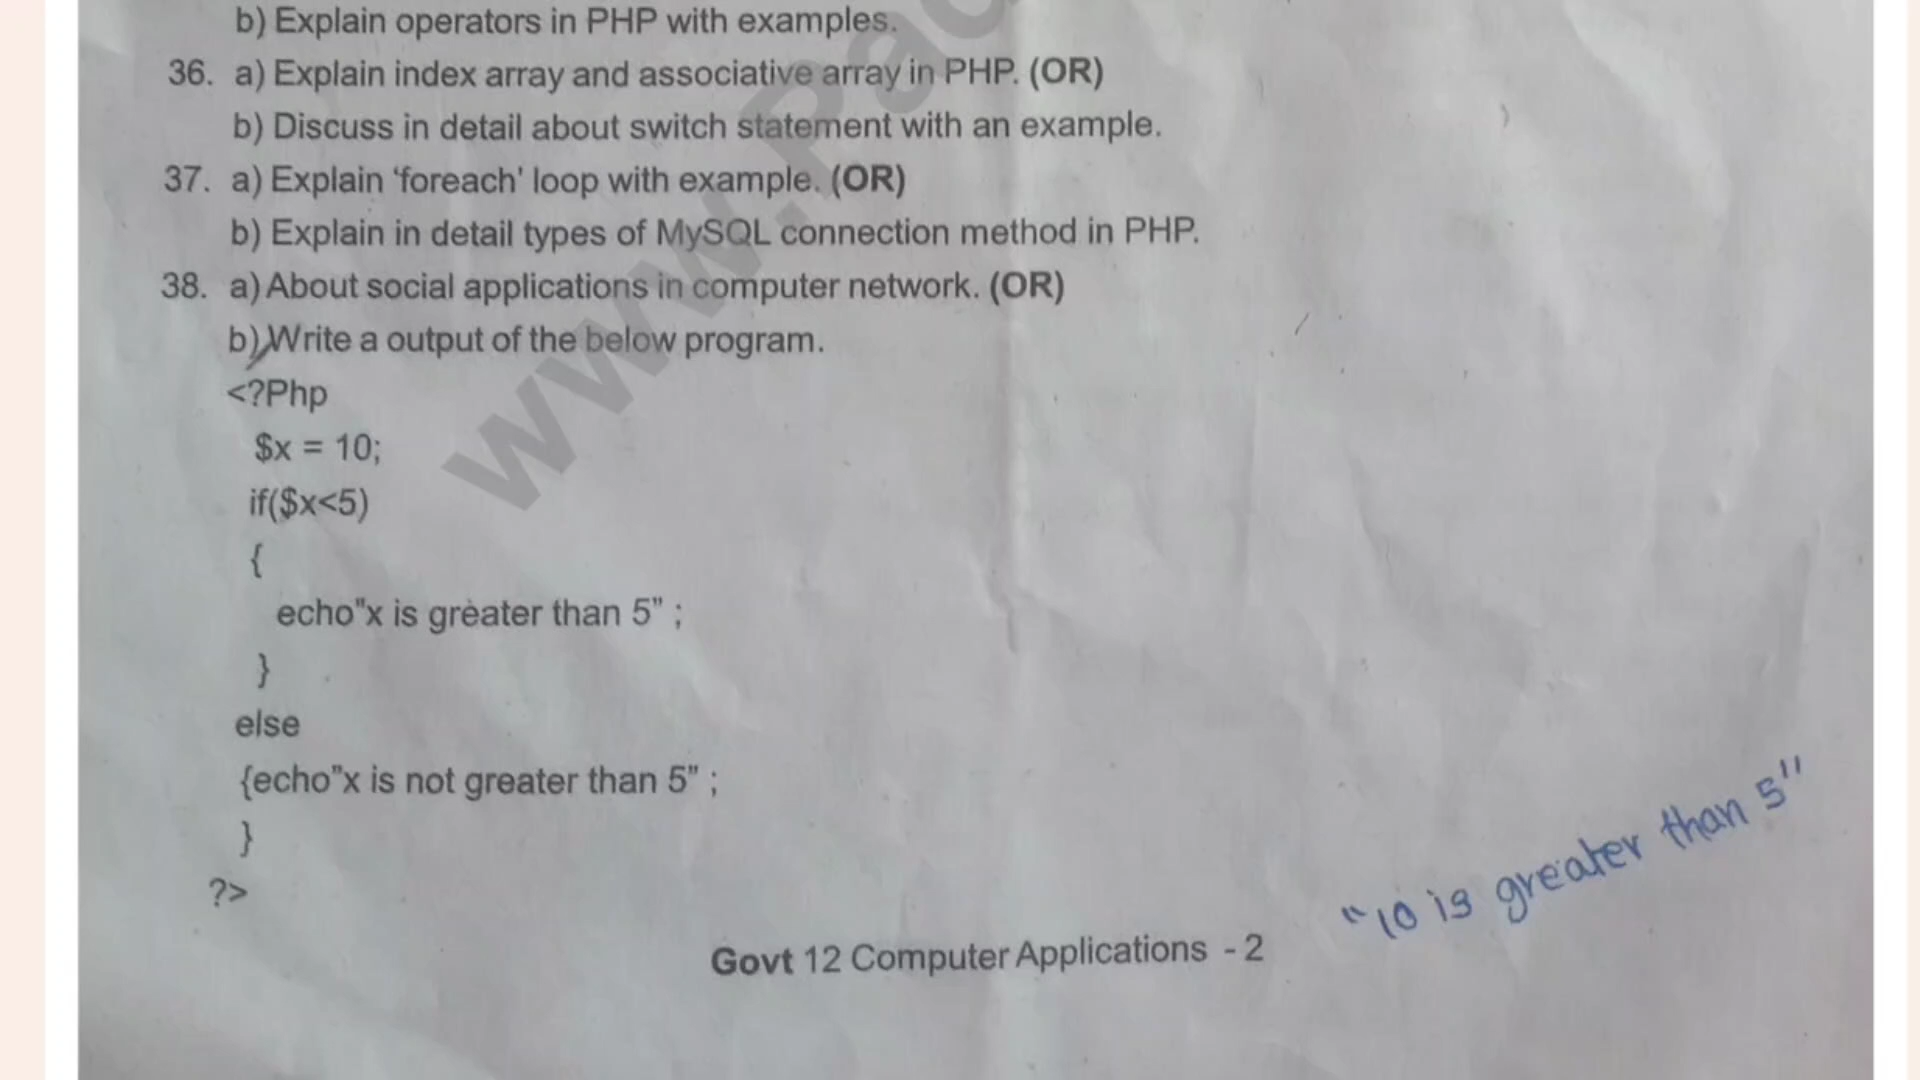 b) Explain operators in PHP with examples.
36. a) Explain index array and associative array in PHP. (OR)
b) Discuss in detail about switch statement with an example.
37. a) Explain ‘foreach' loop with example. (OR)
b) Explain in detail types of MySQL connection method in PHP.
38. a) About social applications in computer network. (OR)
b) Write a output of the below program.
<?Php
$x = 10;
if($x<5)
{
echo"x is greater than 5" ;
}
else
{echo"x is not greater than 5" ;
}
?>
"10 is greater than 5"
Govt 12 Computer Applications - 2
www.Pad